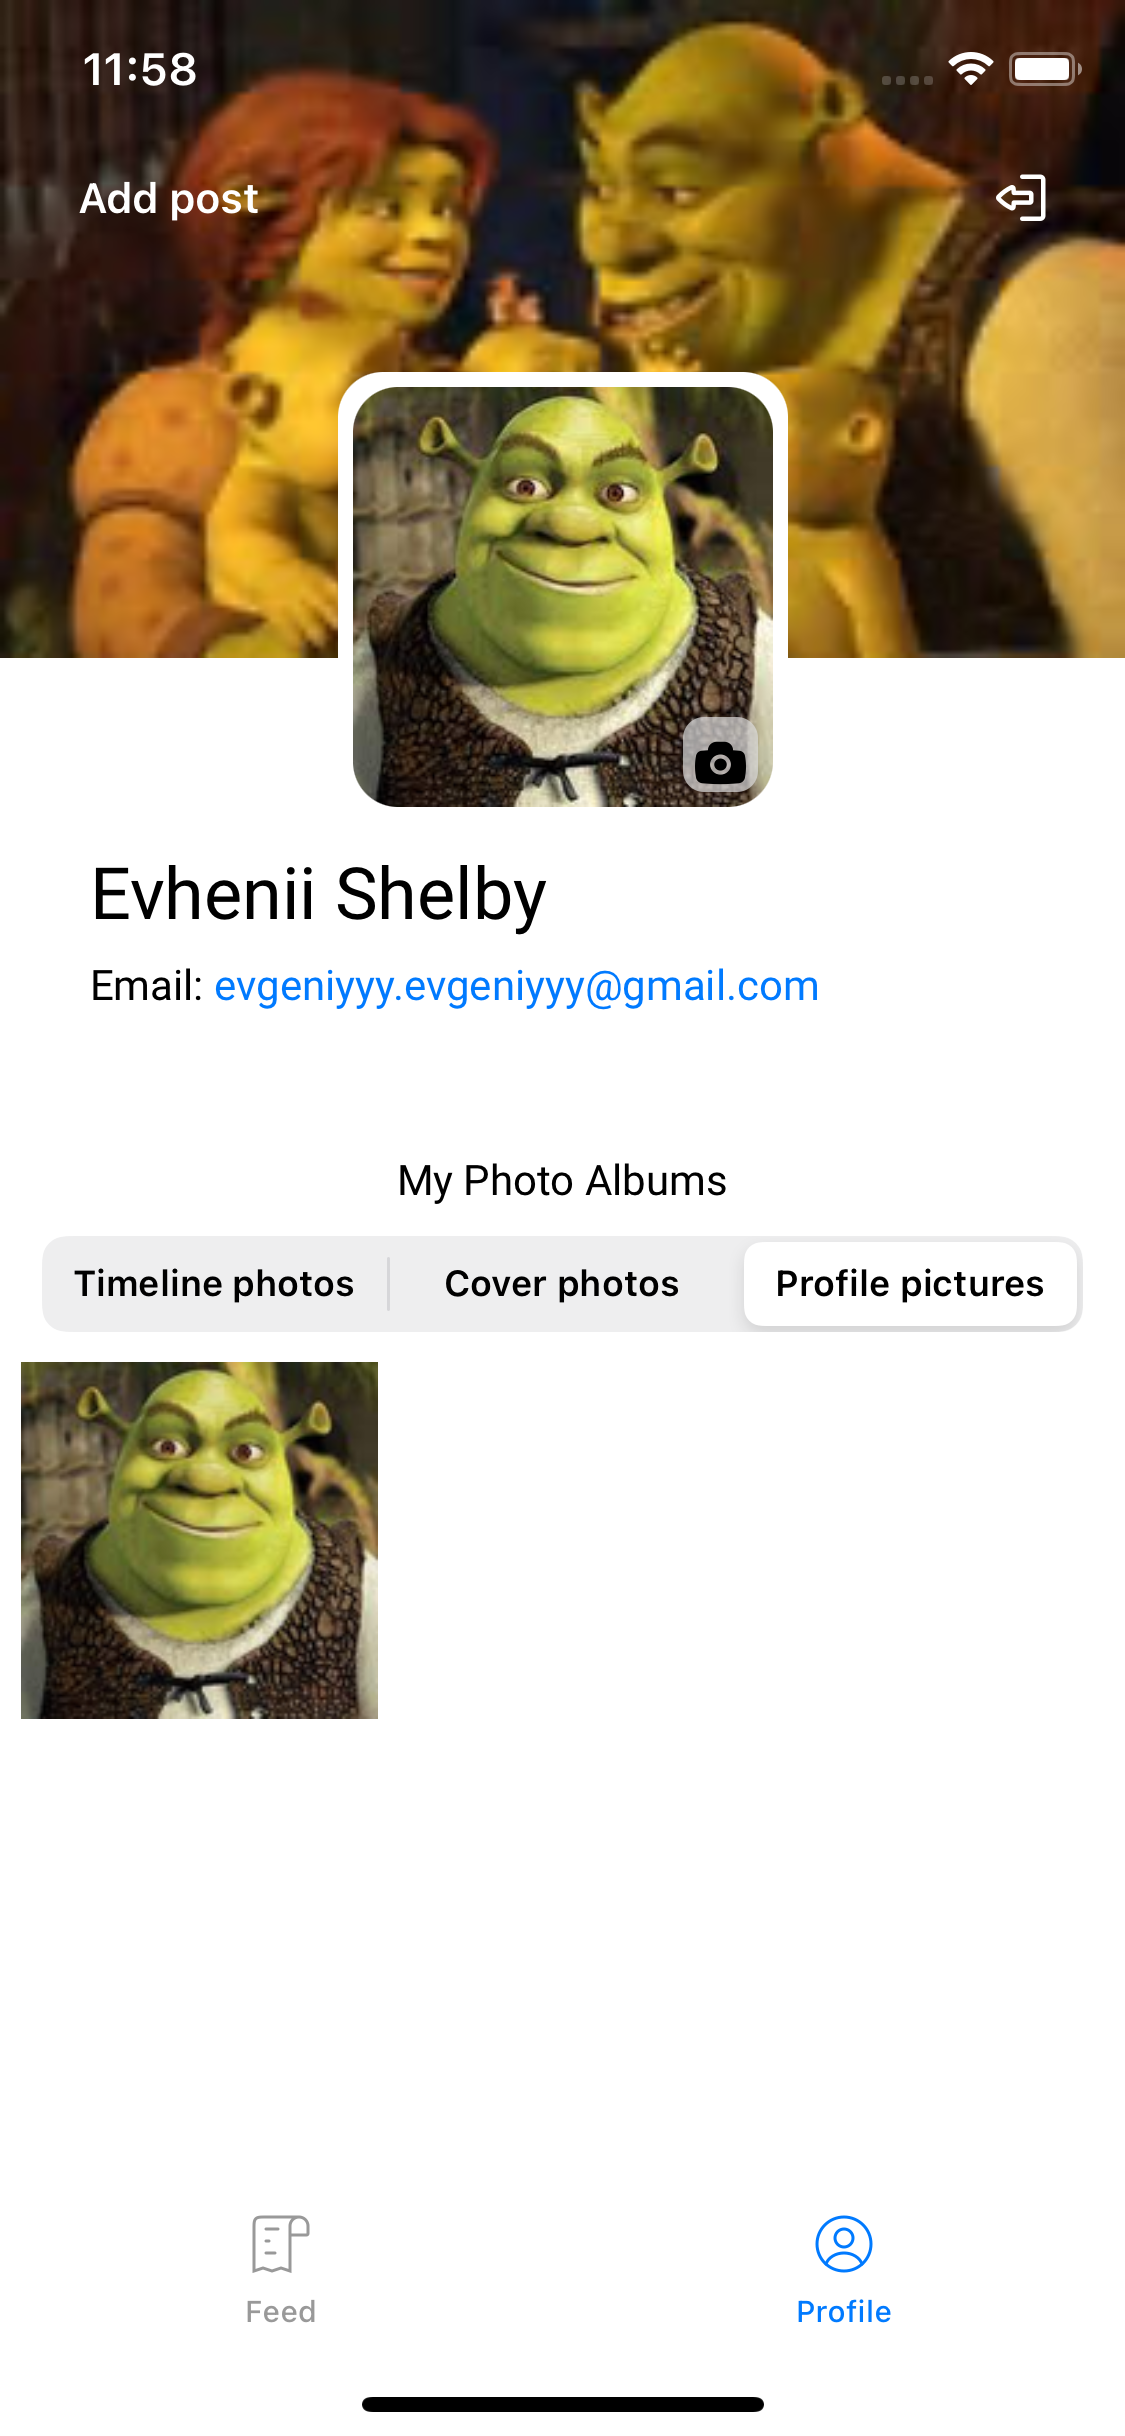 11:58
Add post
Evhenii Shelby
Email: evgeniyyy.evgeniyyy@gmail.com
My Photo Albums
Timeline photos
Cover photos
Profile pictures
Feed
Profile